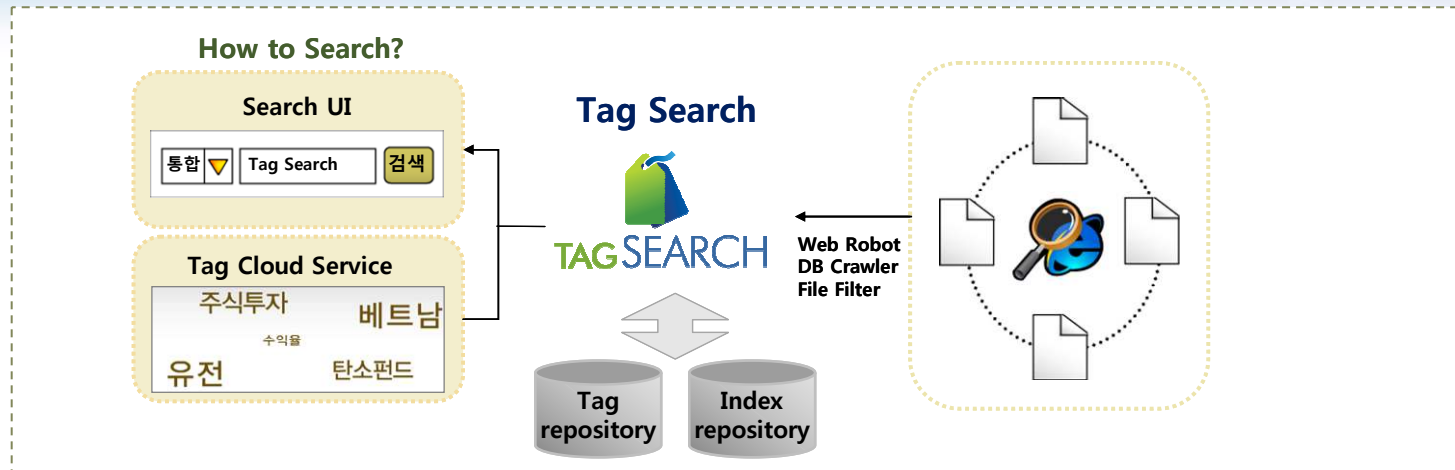 How to Search?
Search UI
통합
Tag Search
검색
Tag Cloud Service
주식투자
베트남
수익율
유전
탄소펀드
Tag Search
TAG SEARCH
Tag
repository
Index
repository
Web Robot
DB Crawler
File Filter